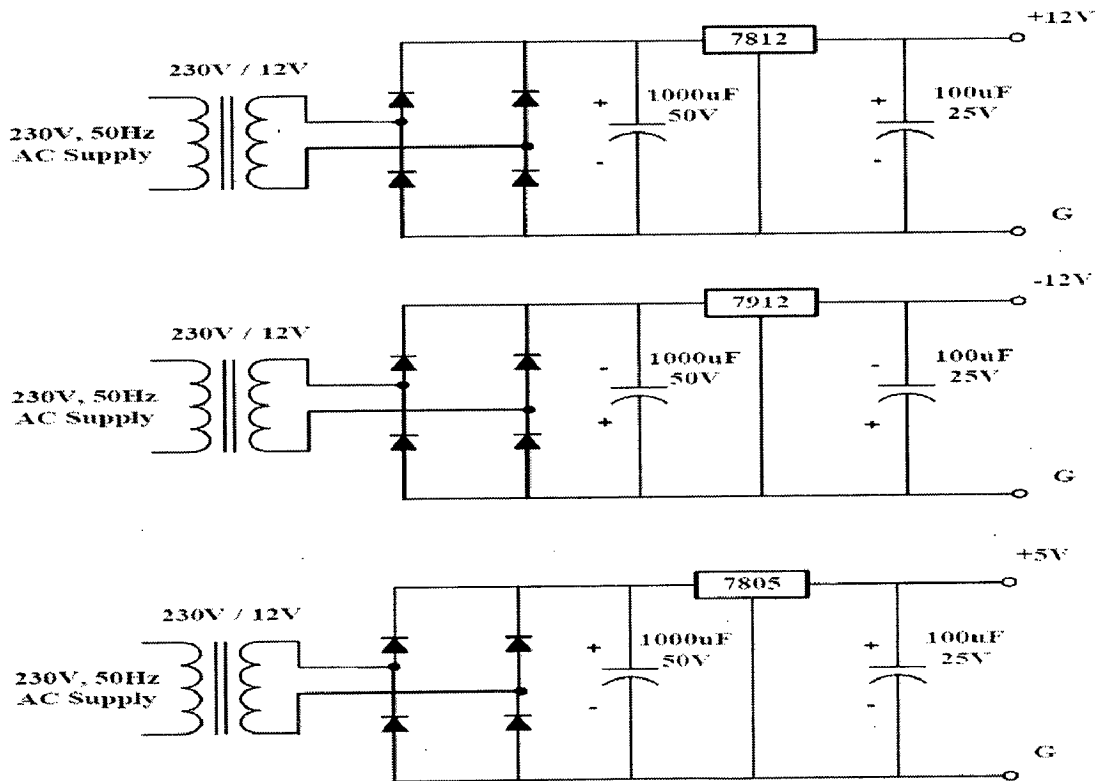 +12V
7812
230V / 12V
1000uF
50V
100uF
25V
+
-
+
-
230V, 50Hz
AC Supply
G
-12V
7912
230V / 12V
1000uF
50V
100uF
25V
-
+
-
+
230V, 50Hz
AC Supply
G
+5V
7805
230V / 12V
1000uF
50V
100uF
25V
+
-
+
-
230V, 50Hz
AC Supply
G